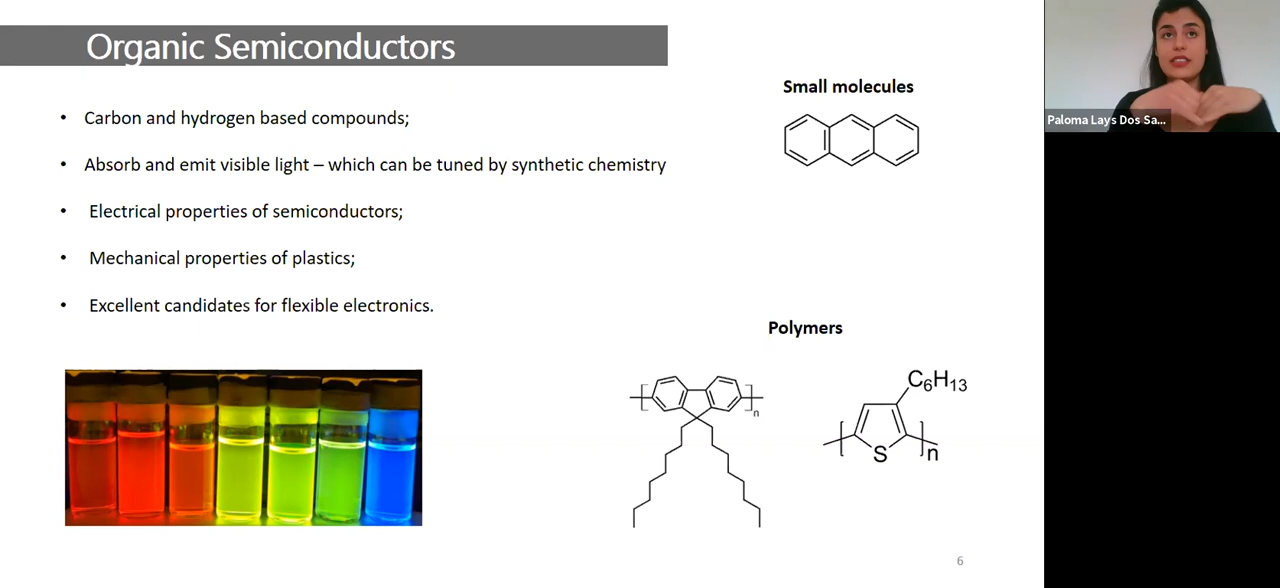 Organic Semiconductors
• Carbon and hydrogen based compounds;
• Absorb and emit visible light – which can be tuned by synthetic chemistry
• Electrical properties of semiconductors;
• Mechanical properties of plastics;
• Excellent candidates for flexible electronics.
Small molecules
Polymers
n
C6H13
S
n
6
Paloma Lays Dos Sa...